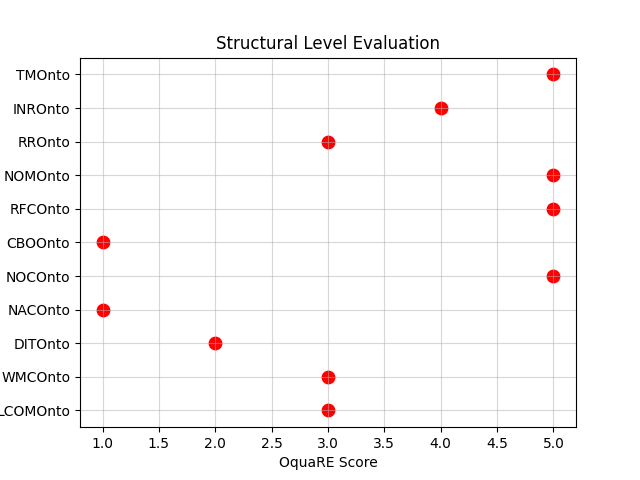 Structural Level Evaluation
TMOnto
INROnto
RROnto
NOMOnto
RFCOnto
CBOOnto
NOCOnto
NACOnto
DITOnto
WMCOnto
LCOMOnto
1.0 1.5 2.0 2.5 3.0 3.5 4.0 4.5 5.0
OquaRE Score